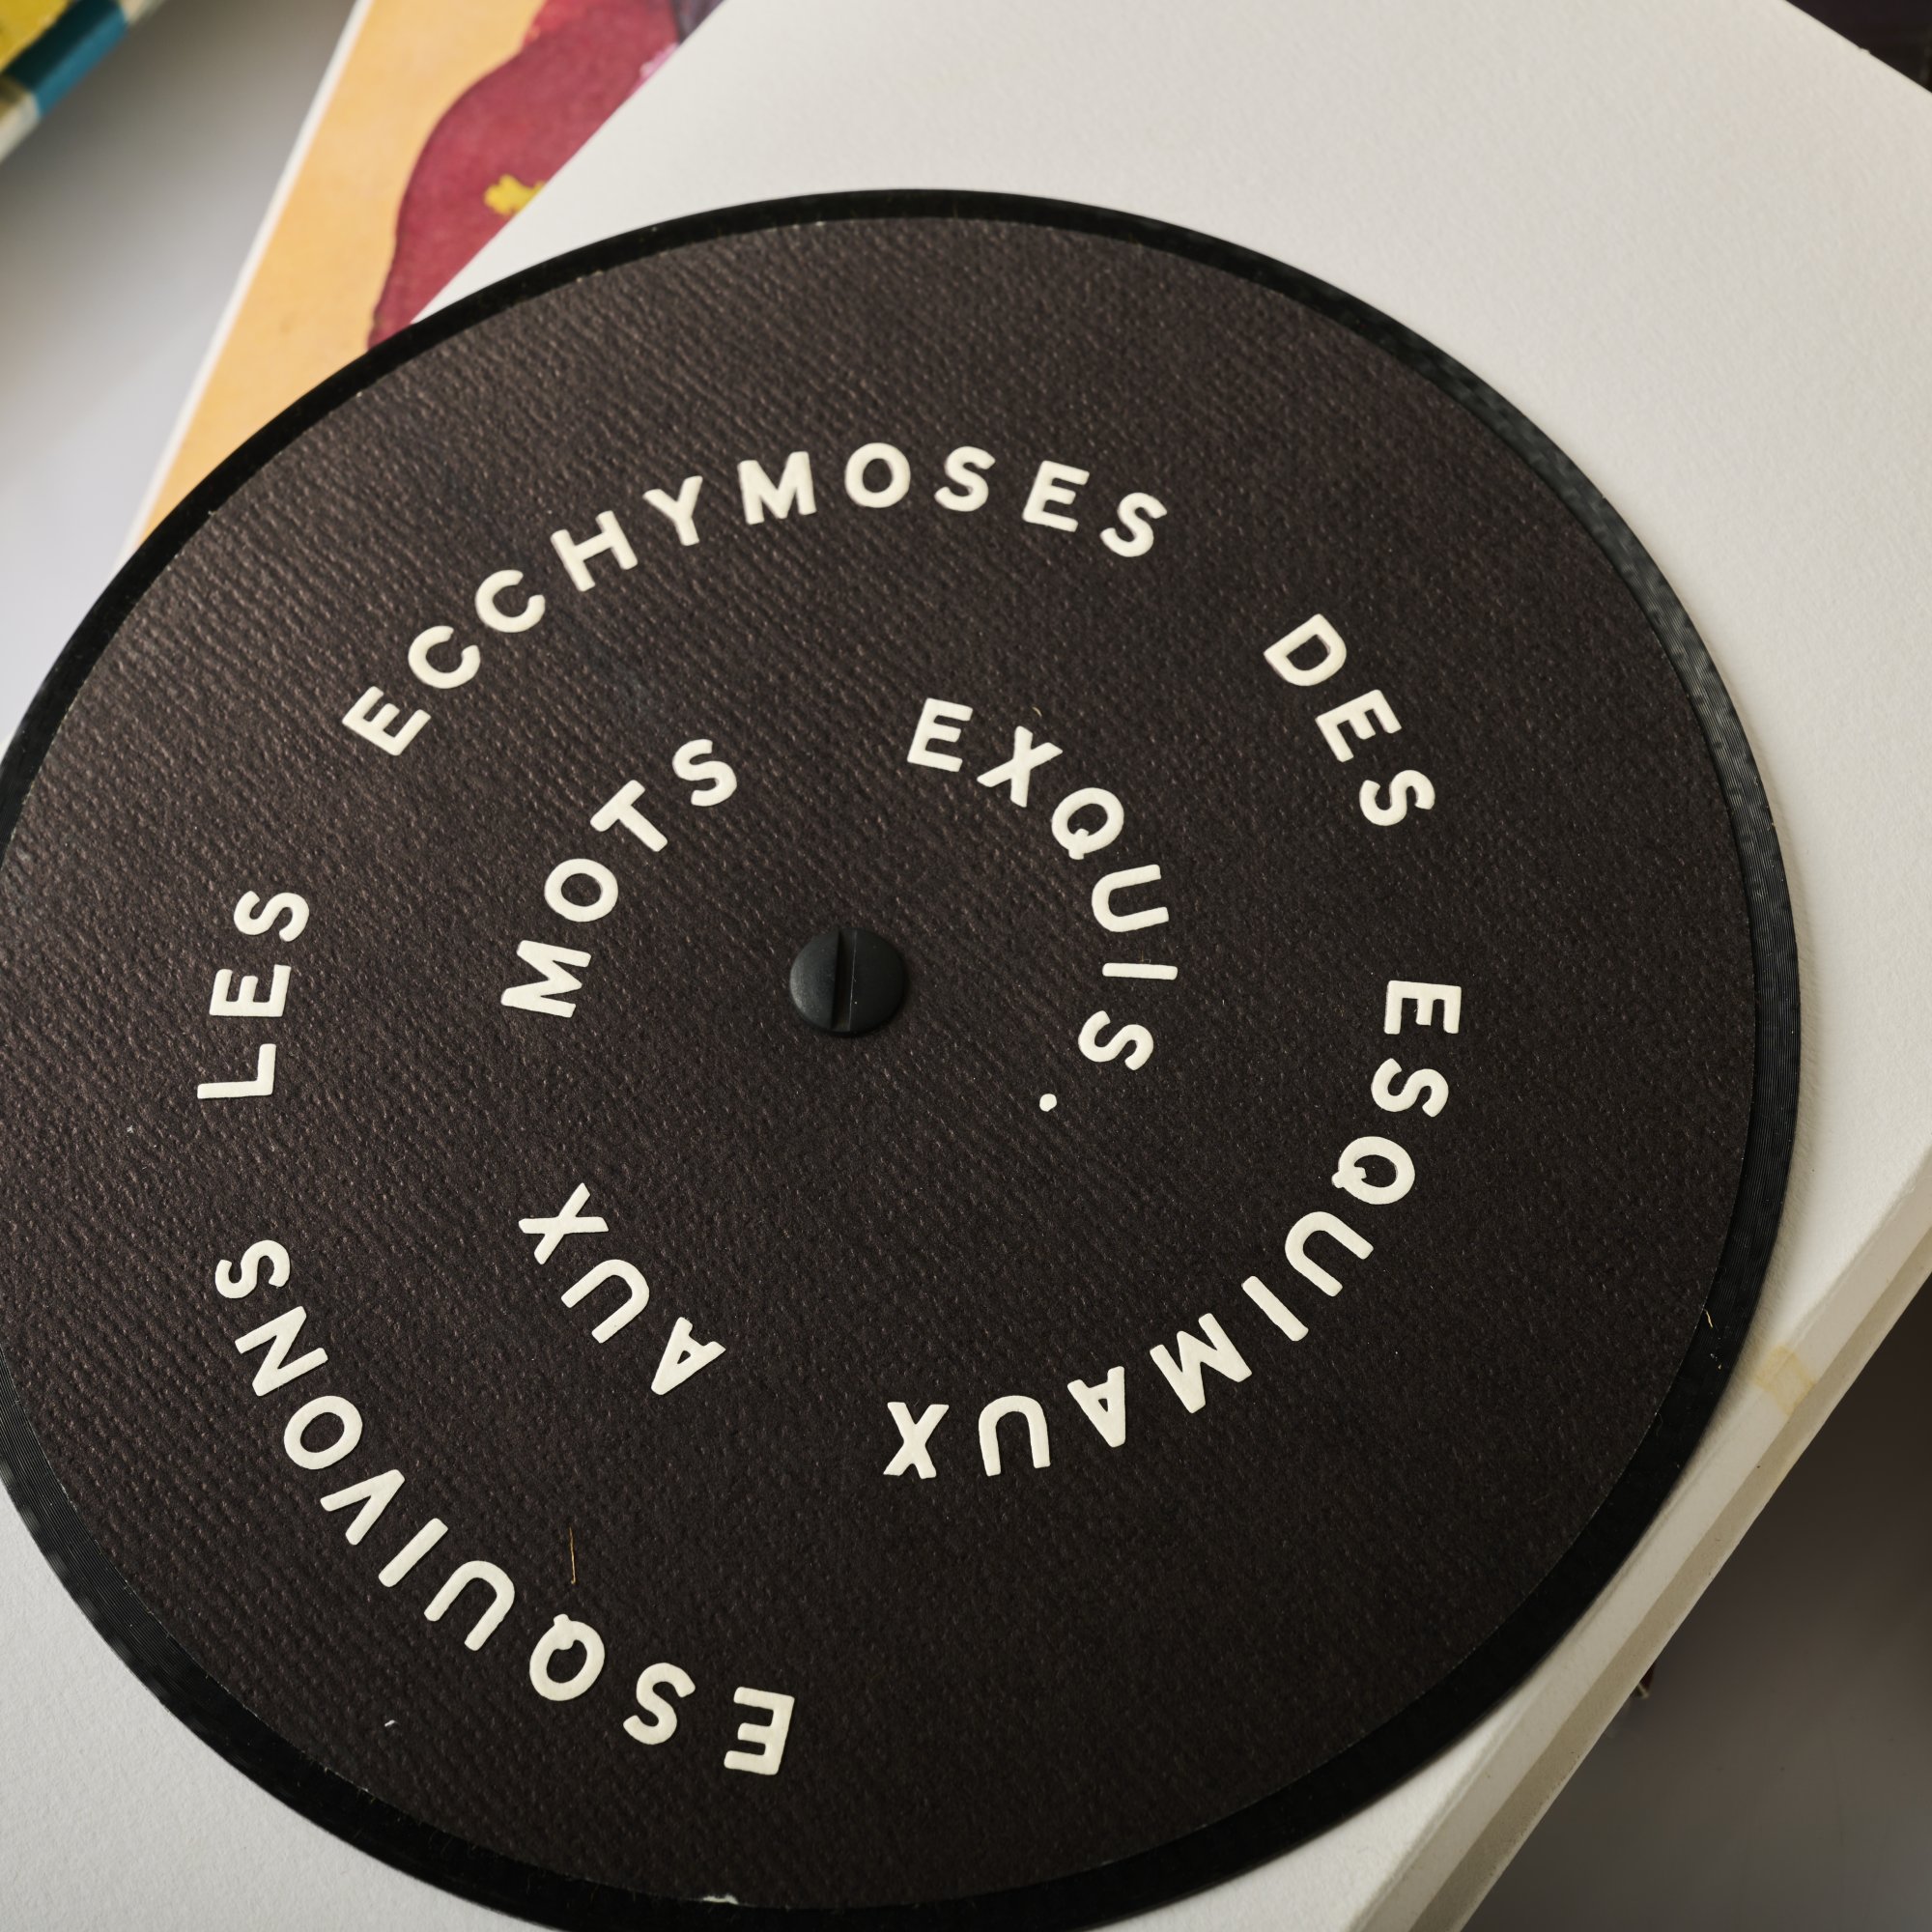 ESQUIVONS LES ECCHYMOSES DES ESQUIMAUX AUX MOTS EXQUIS.